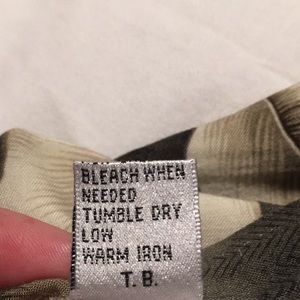 BLEACH WHEN
NEEDED
TUMBLE DRY
LOW
WARM IRON
T. B.